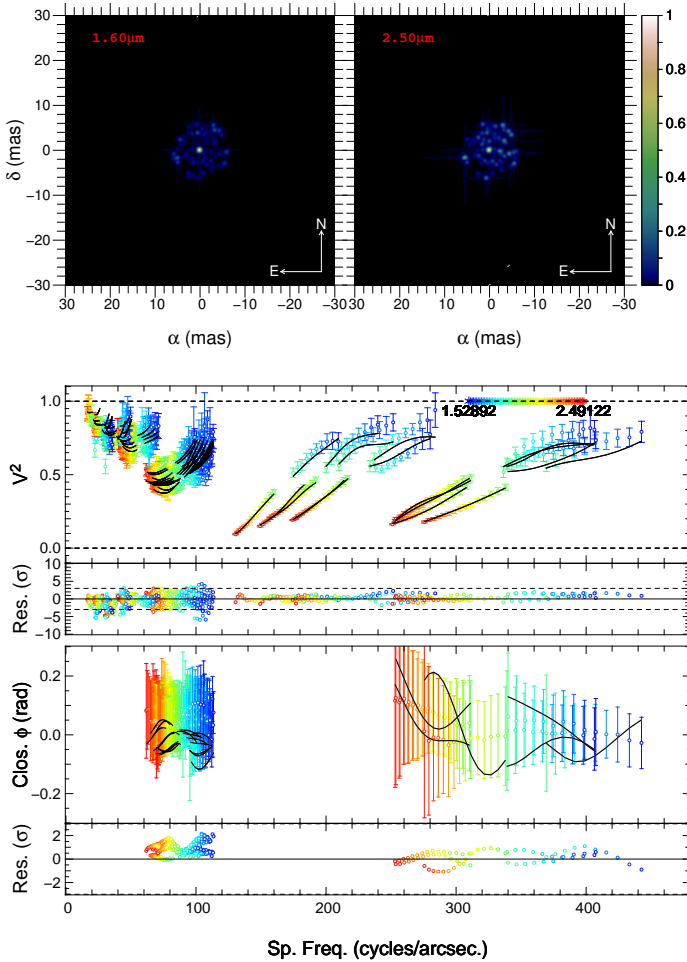 1.60μm 2.50μm
30 20 10 0 −10 −20 −30
δ (mas)
N
E
N
E
1 0.8 0.6 0.4 0.2 0
30 20 10 0 −10 −20 −30 20 10 0 −10 −20 −30
α (mas) α (mas)
1.0 0.5 0.0
V²
1.52892 2.49122
10 5 0 −5 −10
Res. (σ)
0.2 0.0 −0.2
Clos. ϕ (rad)
2 0 −2
Res. (σ)
0 100 200 300 400
Sp. Freq. (cycles/arcsec.)